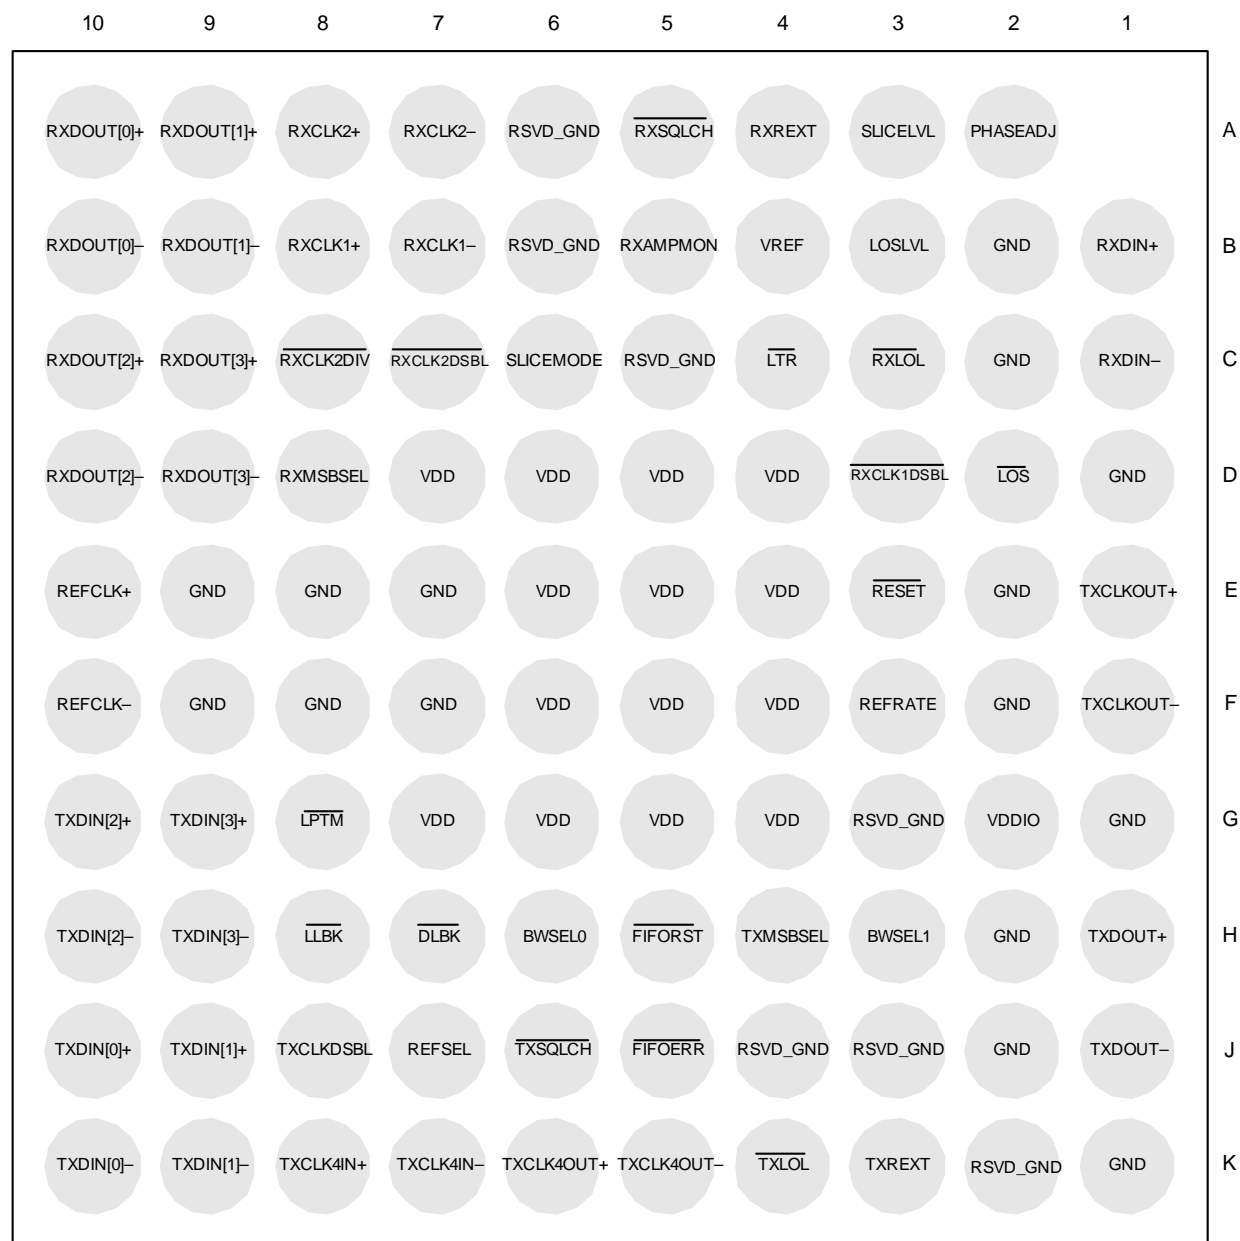 10 9 8 7 6 5 4 3 2 1
RXDOUT[0]+ RXDOUT[1]+ RXCLK2+ RXCLK2– RSVD_GND RXSQLCH RXREXT SLICELVL PHASEADJ A
RXDOUT[0]– RXDOUT[1]– RXCLK1+ RXCLK1– RSVD_GND RXAMPMON VREF LOSLVL GND RXDIN+ B
RXDOUT[2]+ RXDOUT[3]+ RXCLK2DIV RXCLK2DSBL SLICEMODE RSVD_GND LTR RXLOL GND RXDIN– C
RXDOUT[2]– RXDOUT[3]– RXMSBSEL VDD VDD VDD VDD RXCLK1DSBL LOS GND D
REFCLK+ GND GND GND VDD VDD VDD RESET GND TXCLKOUT+ E
REFCLK– GND GND GND VDD VDD VDD REFRATE GND TXCLKOUT– F
TXDIN[2]+ TXDIN[3]+ LPTM VDD VDD VDD VDD RSVD_GND VDDIO GND G
TXDIN[2]– TXDIN[3]– LLBK DLBK BWSEL0 FIFORST TXMSBSEL BWSEL1 GND TXDOUT+ H
TXDIN[0]+ TXDIN[1]+ TXCLKDSBL REFSEL TXSQLCH FIFOERR RSVD_GND RSVD_GND GND TXDOUT– J
TXDIN[0]– TXDIN[1]– TXCLK4IN+ TXCLK4IN– TXCLK4OUT+ TXCLK4OUT– TXLOL TXREXT RSVD_GND GND K